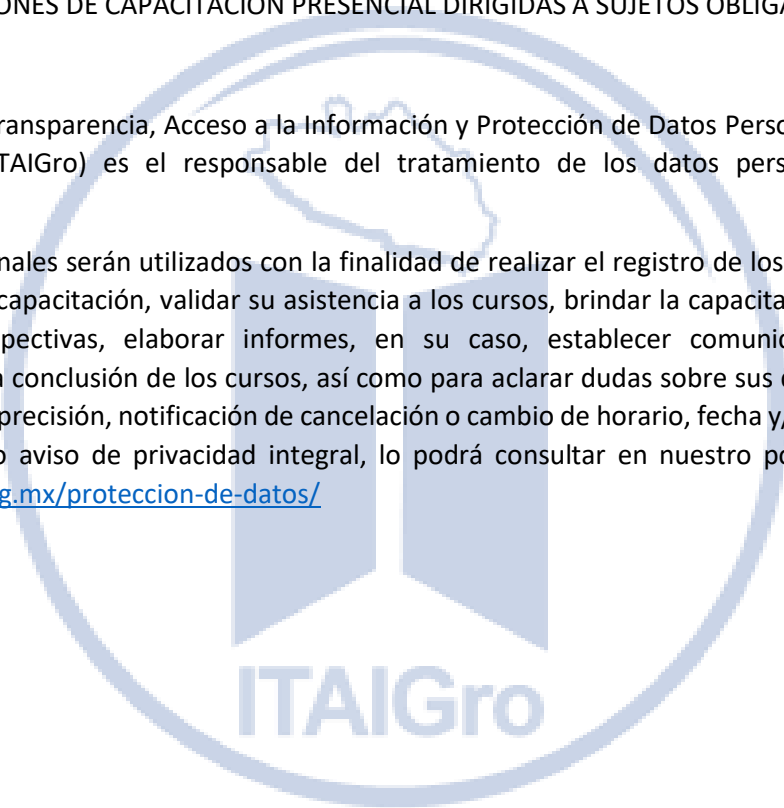 ONES DE CAPACITACIÓN PRESENCIAL DIRIGIDAS A SUJETOS OBLIGA
ransparencia, Acceso a la Información y Protección de Datos Perso
TAIGro) es el responsable del tratamiento de los datos pers
nales serán utilizados con la finalidad de realizar el registro de los
capacitación, validar su asistencia a los cursos, brindar la capacita
pectivas, elaborar informes, en su caso, establecer comunic
conclusión de los cursos, así como para aclarar dudas sobre sus
precisión, notificación de cancelación o cambio de horario, fecha y/
o aviso de privacidad integral, lo podrá consultar en nuestro po
g.mx/proteccion-de-datos/
ITAIGro